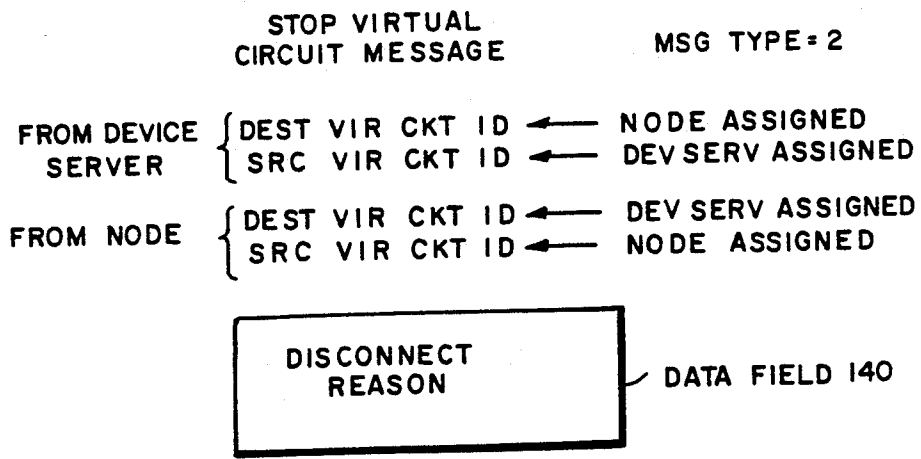 STOP VIRTUAL
CIRCUIT MESSAGE
MSG TYPE=2
FROM DEVICE
SERVER
DEST VIR CKT ID
NODE ASSIGNED
SRC VIR CKT ID
DEV SERV ASSIGNED
FROM NODE
DEST VIR CKT ID
DEV SERV ASSIGNED
SRC VIR CKT ID
NODE ASSIGNED
DISCONNECT
REASON
DATA FIELD 140